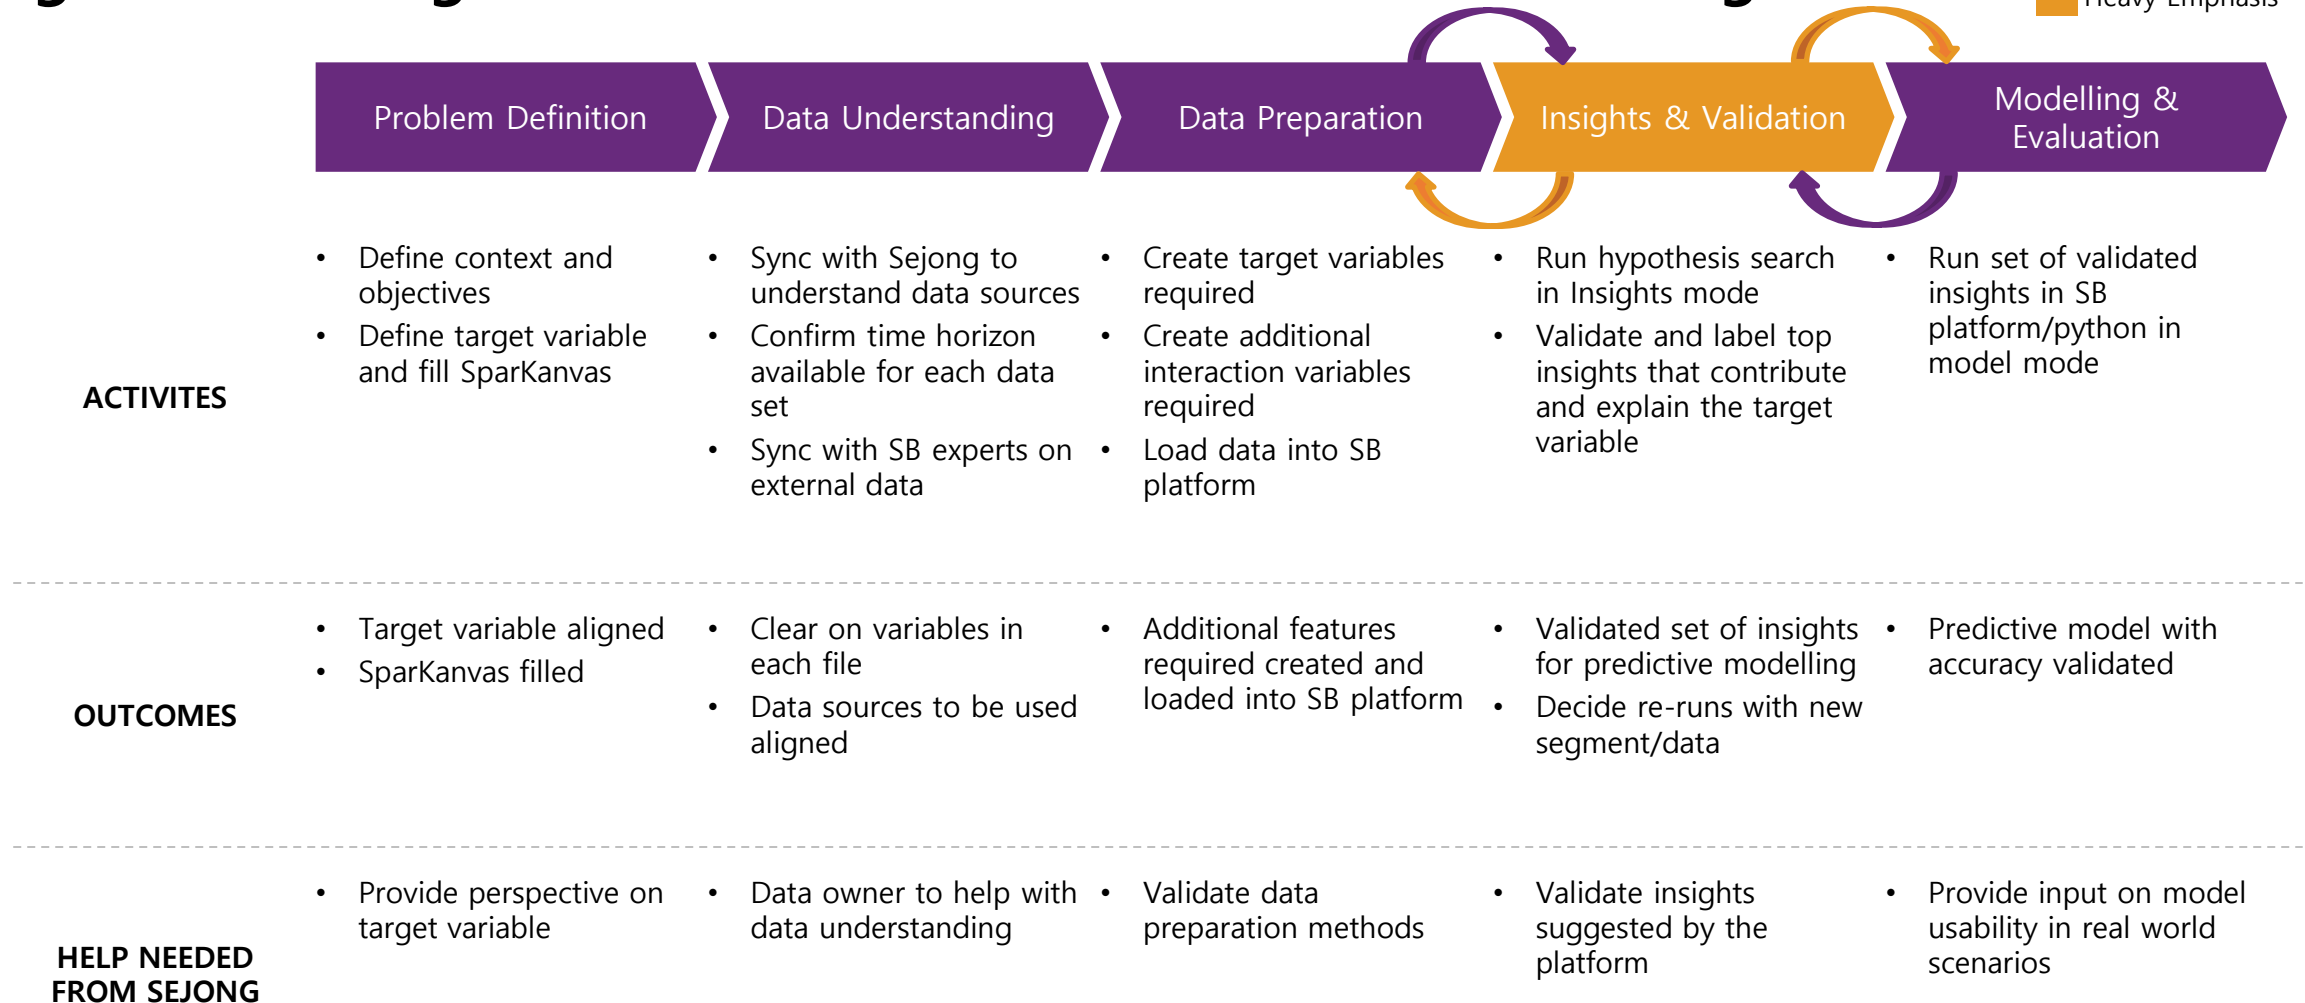 Heavy Emphasis
Problem Definition
Data Understanding
Data Preparation
Insights & Validation
Modelling &
Evaluation
ACTIVITES
• Define context and
objectives
• Define target variable
and fill SparKanvas
• Sync with Sejong to
understand data sources
• Confirm time horizon
available for each data
set
• Sync with SB experts on
external data
• Create target variables
required
• Create additional
interaction variables
required
• Load data into SB
platform
• Run hypothesis search
in Insights mode
• Validate and label top
insights that contribute
and explain the target
variable
• Run set of validated
insights in SB
platform/python in
model mode
OUTCOMES
• Target variable aligned
• SparKanvas filled
• Clear on variables in
each file
• Data sources to be used
aligned
• Additional features
required created and
loaded into SB platform
• Validated set of insights
for predictive modelling
• Decide re-runs with new
segment/data
• Predictive model with
accuracy validated
HELP NEEDED
FROM SEJONG
• Provide perspective on
target variable
• Data owner to help with
data understanding
• Validate data
preparation methods
• Validate insights
suggested by the
platform
• Provide input on model
usability in real world
scenarios